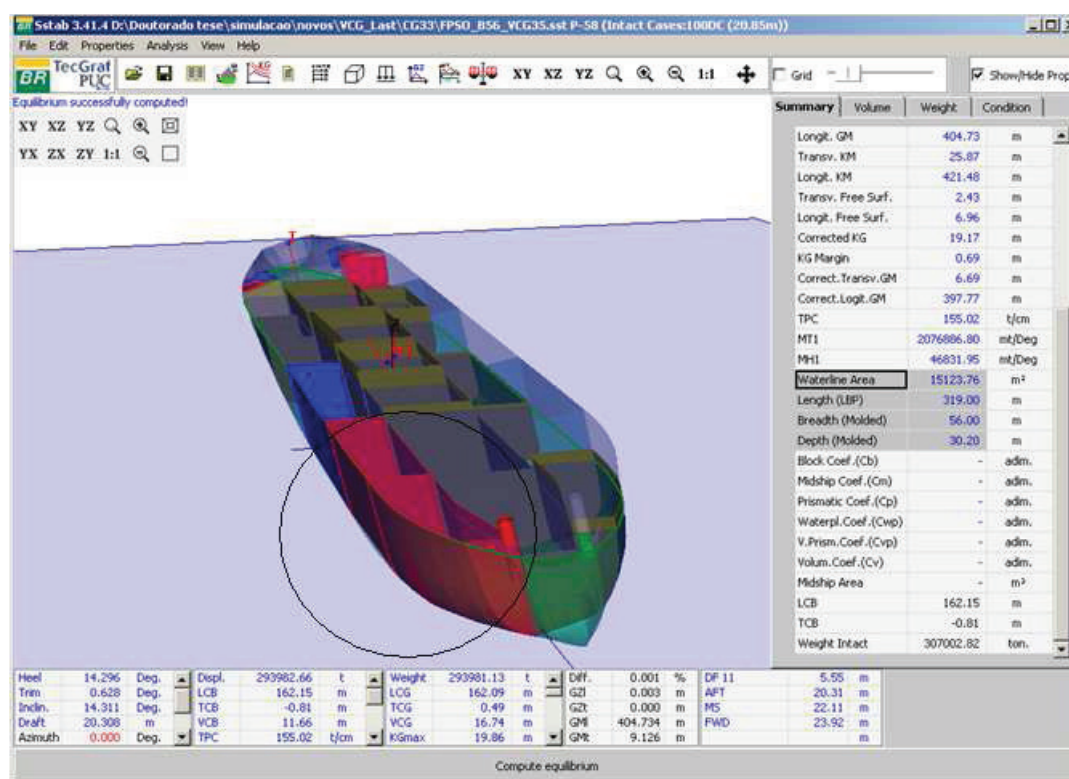 Sstab 3.41.4 D:\Doutorado tese\simulacao\novos\VCG_Last\CG33\FPSO_B56_VCG35.sst P-58 (Intact Cases:100DC (20.85m))
File Edit Properties Analysis View Help
BR TecGraf PUC XY XZ YZ 1:1 Grid Show/Hide Prop
Equilibrium successfully computed!
XY XZ YZ
YX ZX ZY 1:1
Summary Volume Weight Condition
Longit. GM 404.73 m
Transv. KM 25.87 m
Longit. KM 421.48 m
Transv. Free Surf. 2.43 m
Longit. Free Surf. 6.96 m
Corrected KG 19.17 m
KG Margin 0.69 m
Correct.Transv.GM 6.69 m
Correct.Logit.GM 397.77 m
TPC 155.02 t/cm
MT1 2076886.80 mt/Deg
MH1 46831.95 mt/Deg
Waterline Area 15123.76 m²
Length (LBP) 319.00 m
Breadth (Molded) 56.00 m
Depth (Molded) 30.20 m
Block Coef.(Cb) - adm.
Midship Coef.(Cm) - adm.
Prismatic Coef.(Cp) - adm.
Waterpl.Coef.(Cwp) - adm.
V.Prism.Coef.(Cvp) - adm.
Volum.Coef.(Cv) - adm.
Midship Area - m²
LCB 162.15 m
TCB -0.81 m
Weight Intact 307002.82 ton.
Heel 14.296 Deg. Displ. 293982.66 t Weight 293981.13 t Diff. 0.001 % DF 11 5.55 m
Trim 0.628 Deg. LCB 162.15 m LCG 162.09 m GZl 0.003 m AFT 20.31 m
Inclin. 14.311 Deg. TCB -0.81 m TCG 0.49 m GZt 0.000 m MS 22.11 m
Draft 20.308 m VCB 11.66 m VCG 16.74 m GMl 404.734 m FWD 23.92 m
Azimuth 0.000 Deg. TPC 155.02 t/cm KGmax 19.86 m GMt 9.126 m m
Compute equilibrium